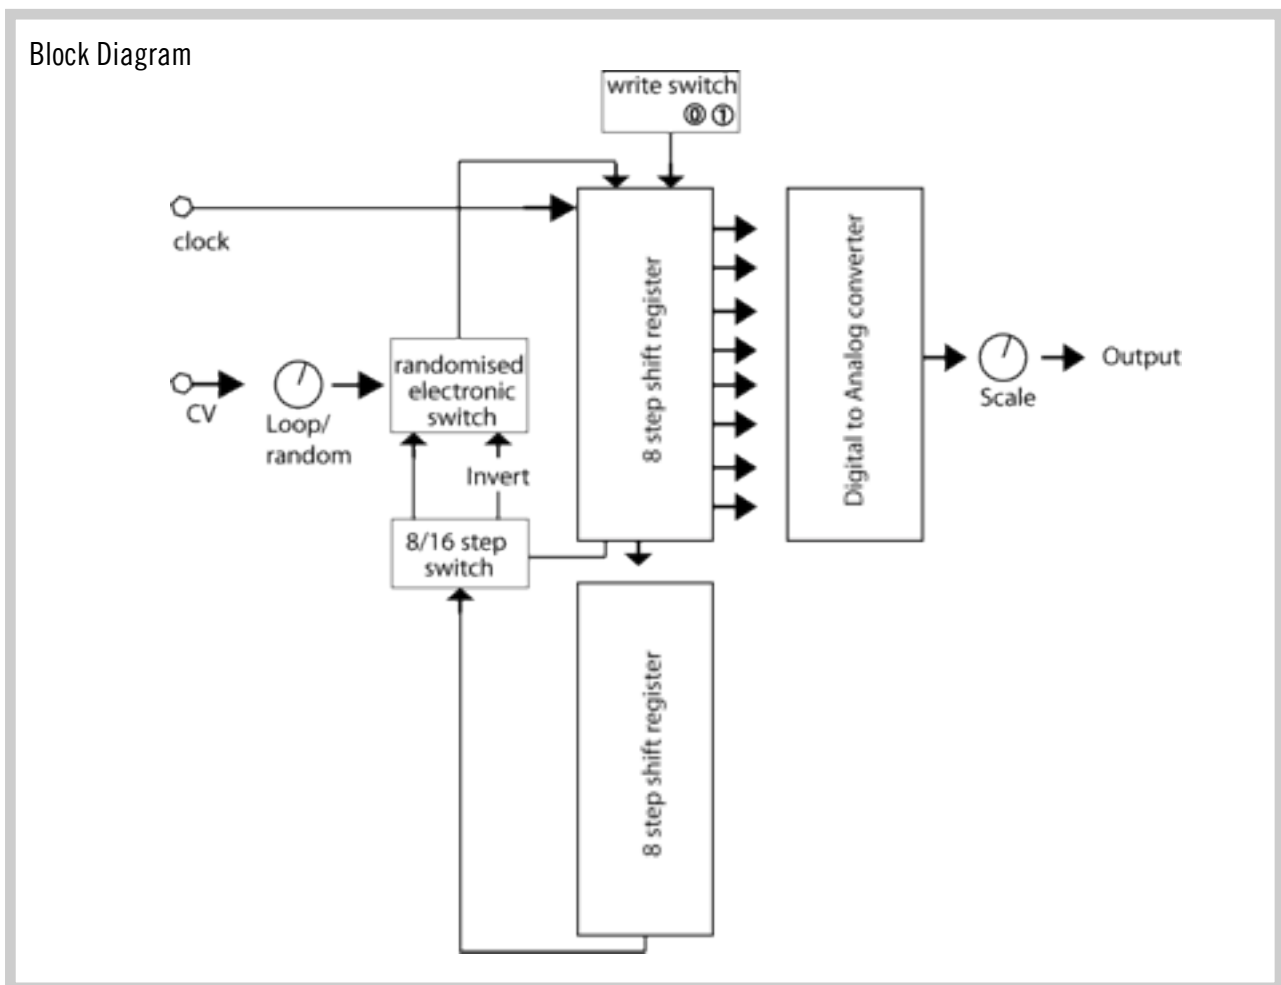 Block Diagram
write switch
⓪ ①
clock
CV
Loop/
random
randomised
electronic
switch
Invert
8/16 step
switch
8 step shift register
8 step shift register
Digital to Analog converter
Scale
Output